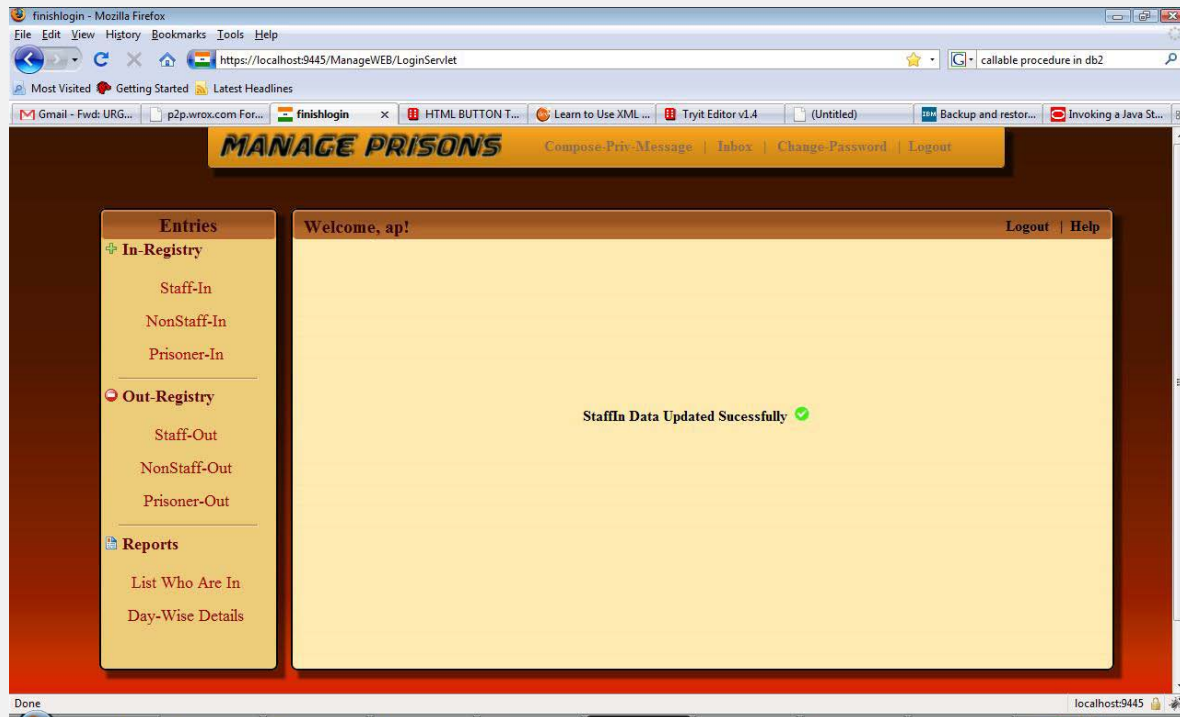 finishlogin - Mozilla Firefox
File Edit View History Bookmarks Tools Help
https://localhost:9445/ManageWEB/LoginServlet
callable procedure in db2
Most Visited Getting Started Latest Headlines
Gmail - Fwd: URG... p2p.wrox.com For... finishlogin HTML BUTTON T... Learn to Use XML ... Tryit Editor v1.4 (Untitled) Backup and restor... Invoking a Java St...
MANAGE PRISONS Compose-Priv-Message | Inbox | Change-Password | Logout
Entries
In-Registry
Staff-In
NonStaff-In
Prisoner-In
Out-Registry
Staff-Out
NonStaff-Out
Prisoner-Out
Reports
List Who Are In
Day-Wise Details
Welcome, ap!
Logout | Help
StaffIn Data Updated Sucessfully
Done
localhost:9445